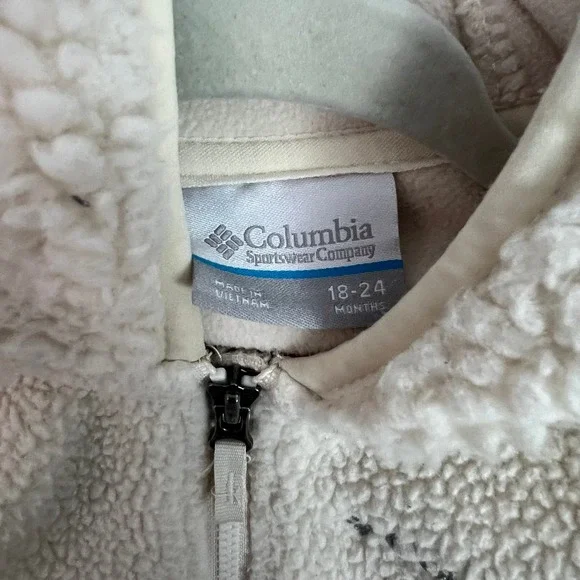 Columbia
Sportswear Company
MADE IN
VIETNAM
18-24
MONTHS